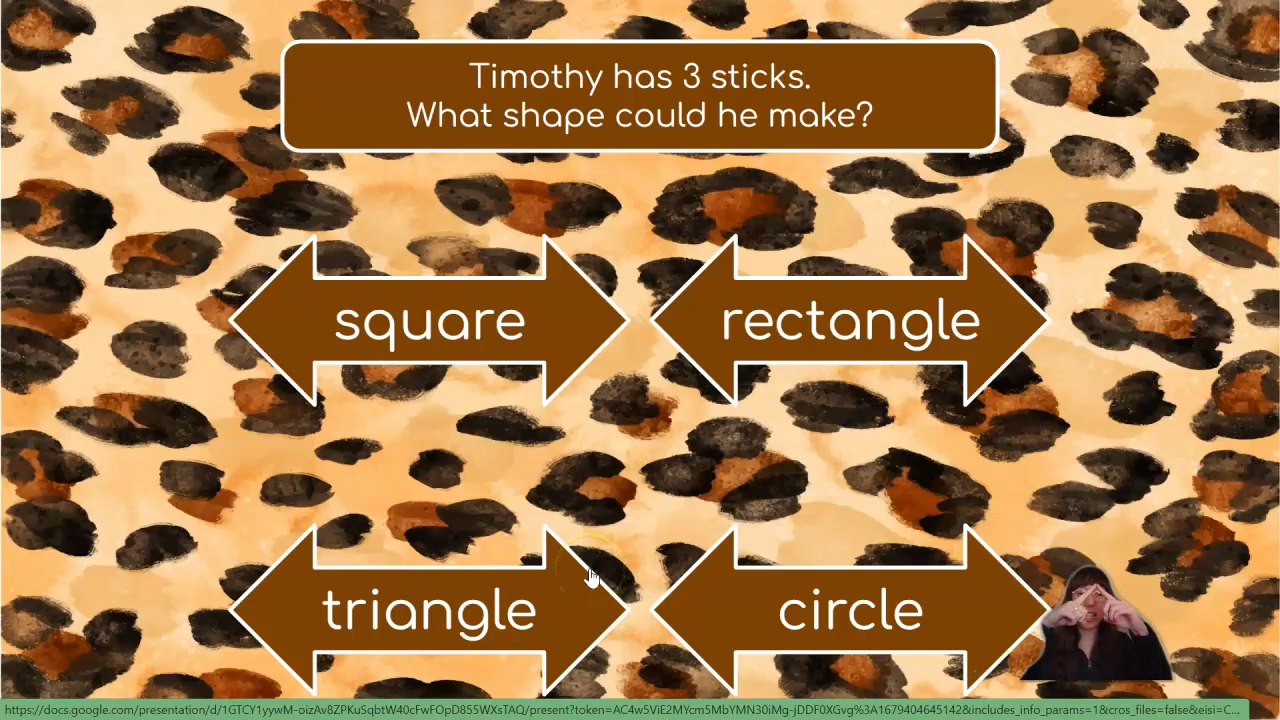 Timothy has 3 sticks.
What shape could he make?
square
rectangle
triangle
circle
https://docs.google.com/presentation/d/1GTCY1yywM-oizAv8ZPKuSqbtW40cFwFOpD855WXsTAQ/present?token=AC4w5ViE2MYcm5MbYMN30iMg-jDDF0XGvg%3A1679404645142&includes_info_params=1&cros_files=false&eisi=C...